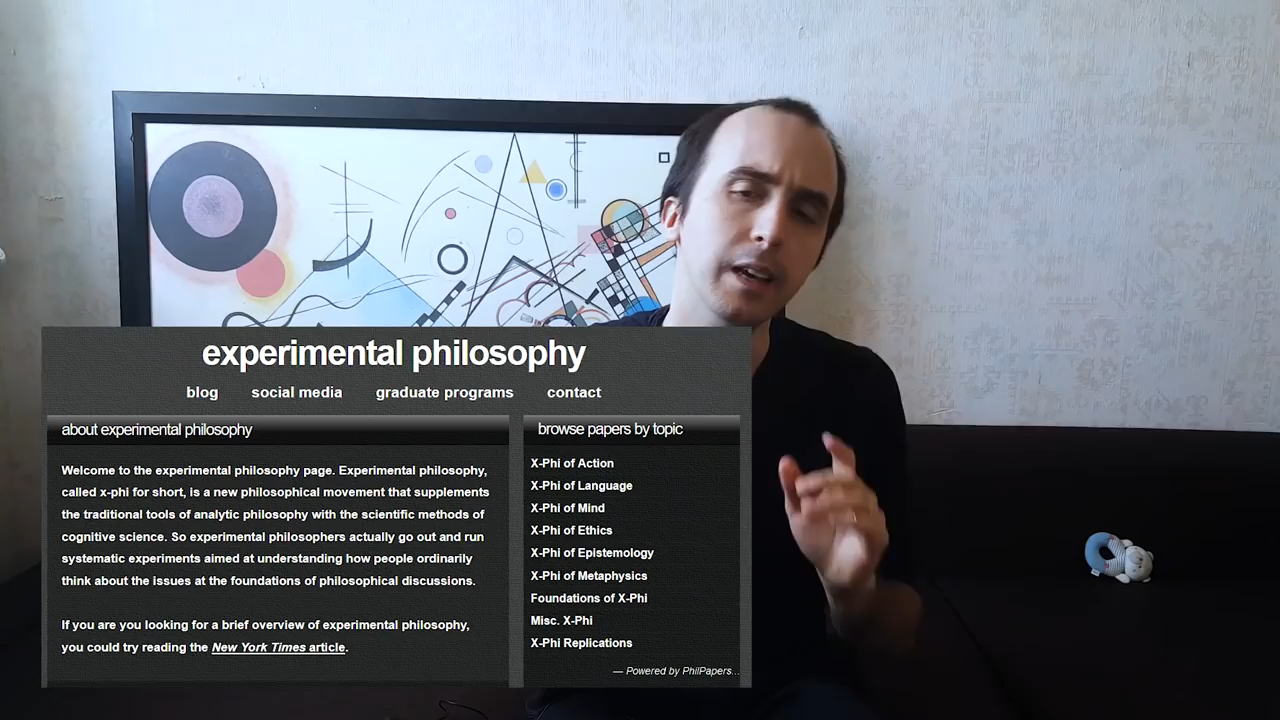 experimental philosophy
blog social media graduate programs contact
about experimental philosophy
Welcome to the experimental philosophy page. Experimental philosophy,
called x-phi for short, is a new philosophical movement that supplements
the traditional tools of analytic philosophy with the scientific methods of
cognitive science. So experimental philosophers actually go out and run
systematic experiments aimed at understanding how people ordinarily
think about the issues at the foundations of philosophical discussions.
If you are you looking for a brief overview of experimental philosophy,
you could try reading the New York Times article.
browse papers by topic
X-Phi of Action
X-Phi of Language
X-Phi of Mind
X-Phi of Ethics
X-Phi of Epistemology
X-Phi of Metaphysics
Foundations of X-Phi
Misc. X-Phi
X-Phi Replications
— Powered by PhilPapers...